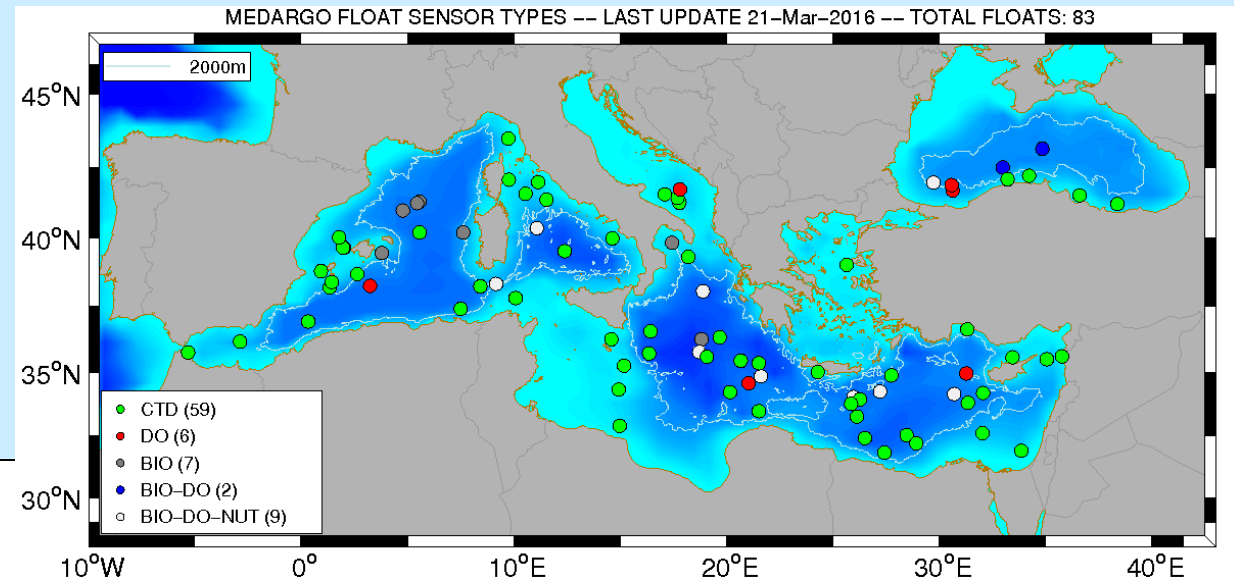 MEDARGO FLOAT SENSOR TYPES −− LAST UPDATE 21−Mar−2016 −− TOTAL FLOATS: 83
2000m
45°N
40°N
35°N
30°N
CTD (59)
DO (6)
BIO (7)
BIO−DO (2)
BIO−DO−NUT (9)
10°W 0° 10°E 20°E 30°E 40°E